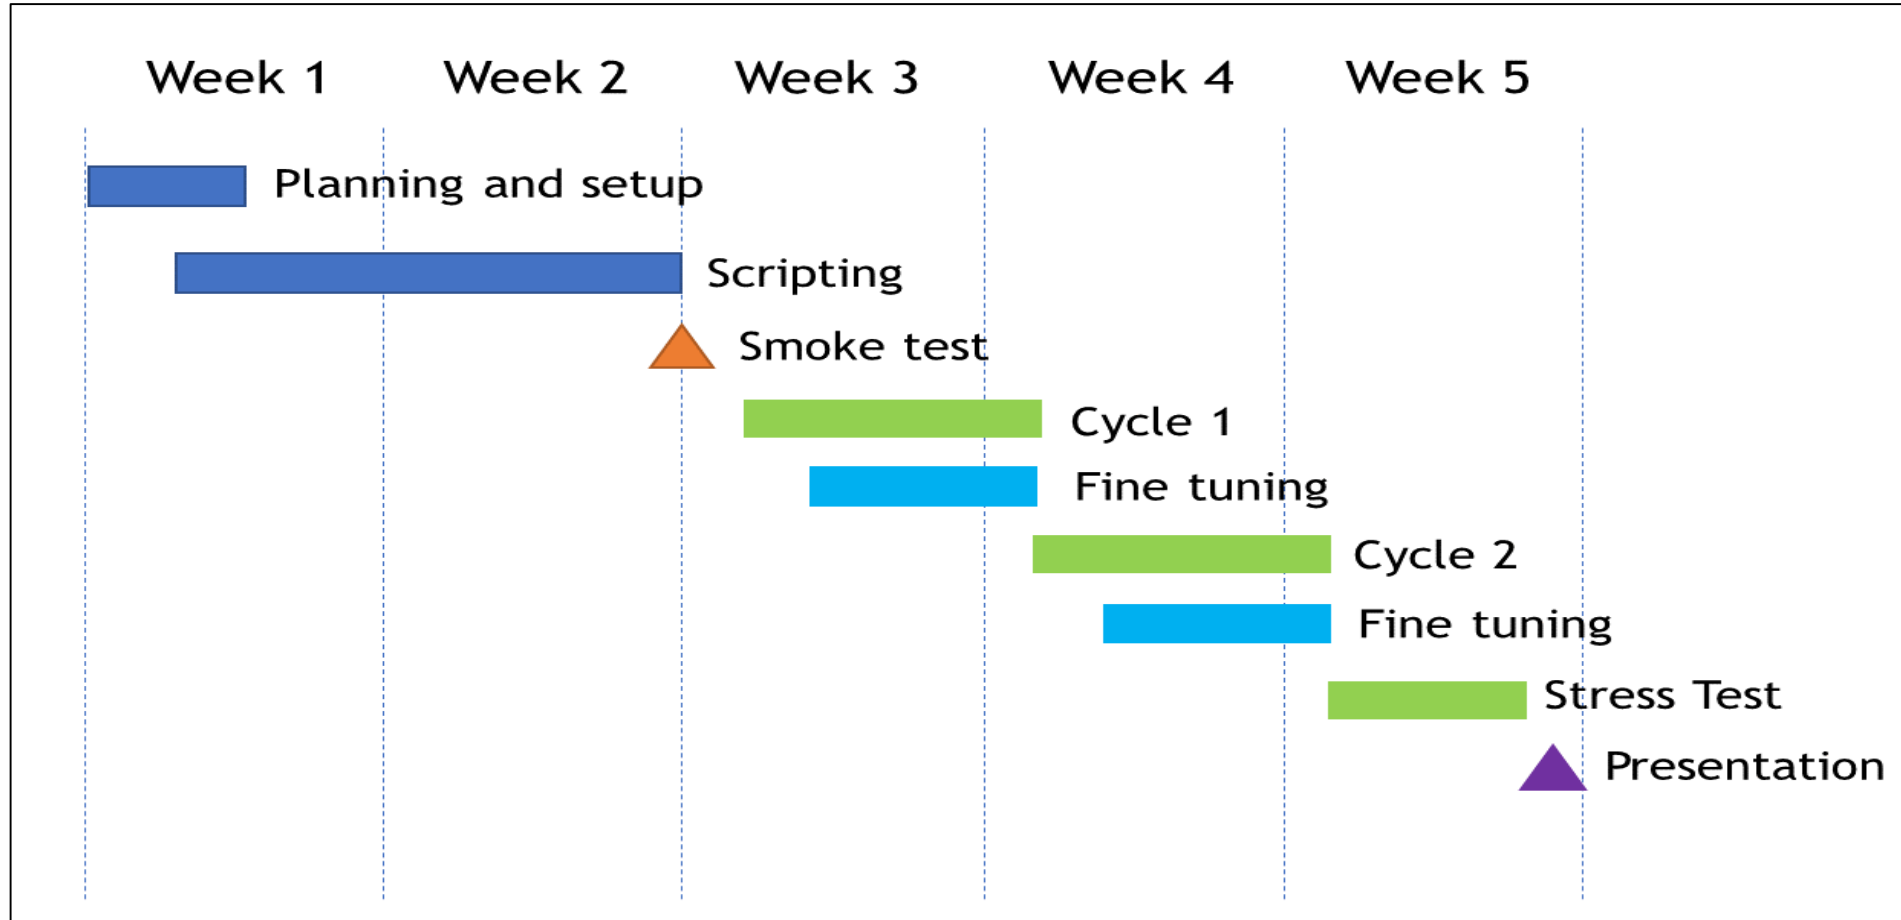 Week 1 Week 2 Week 3 Week 4 Week 5
Planning and setup
Scripting
Smoke test
Cycle 1
Fine tuning
Cycle 2
Fine tuning
Stress Test
Presentation